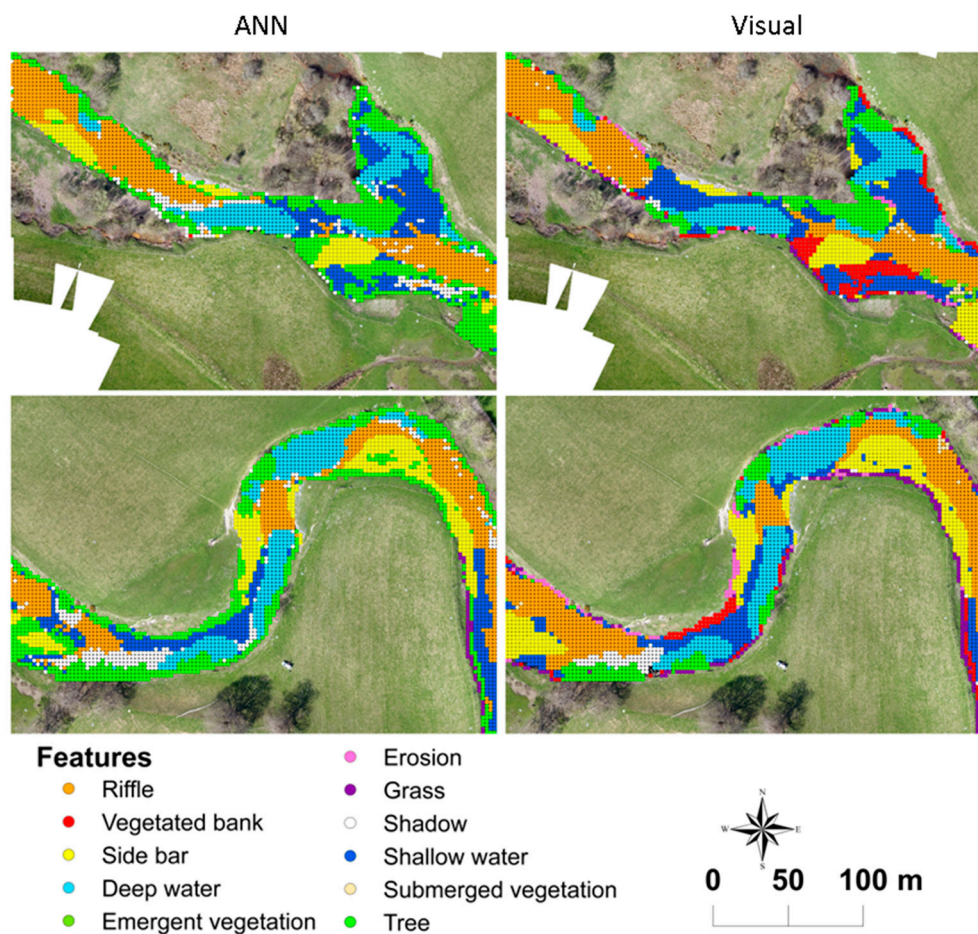 ANN
Visual
Features
Riffle
Vegetated bank
Side bar
Deep water
Emergent vegetation
Erosion
Grass
Shadow
Shallow water
Submerged vegetation
Tree
N
W E
S
0 50 100 m